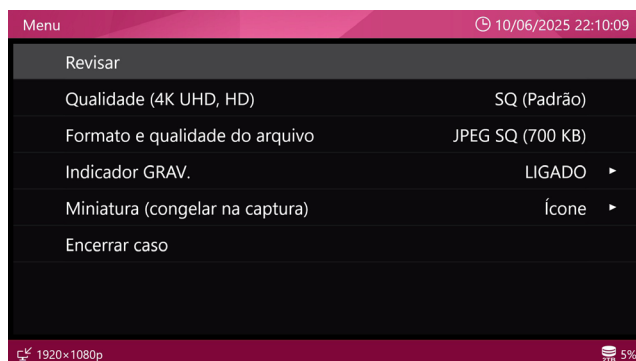 Menu 10/06/2025 22:10:09
Revisar
Qualidade (4K UHD, HD) SQ (Padrão)
Formato e qualidade do arquivo JPEG SQ (700 KB)
Indicador GRAV. LIGADO ►
Miniatura (congelar na captura) Ícone ►
Encerrar caso
1920×1080p 2TB 5%